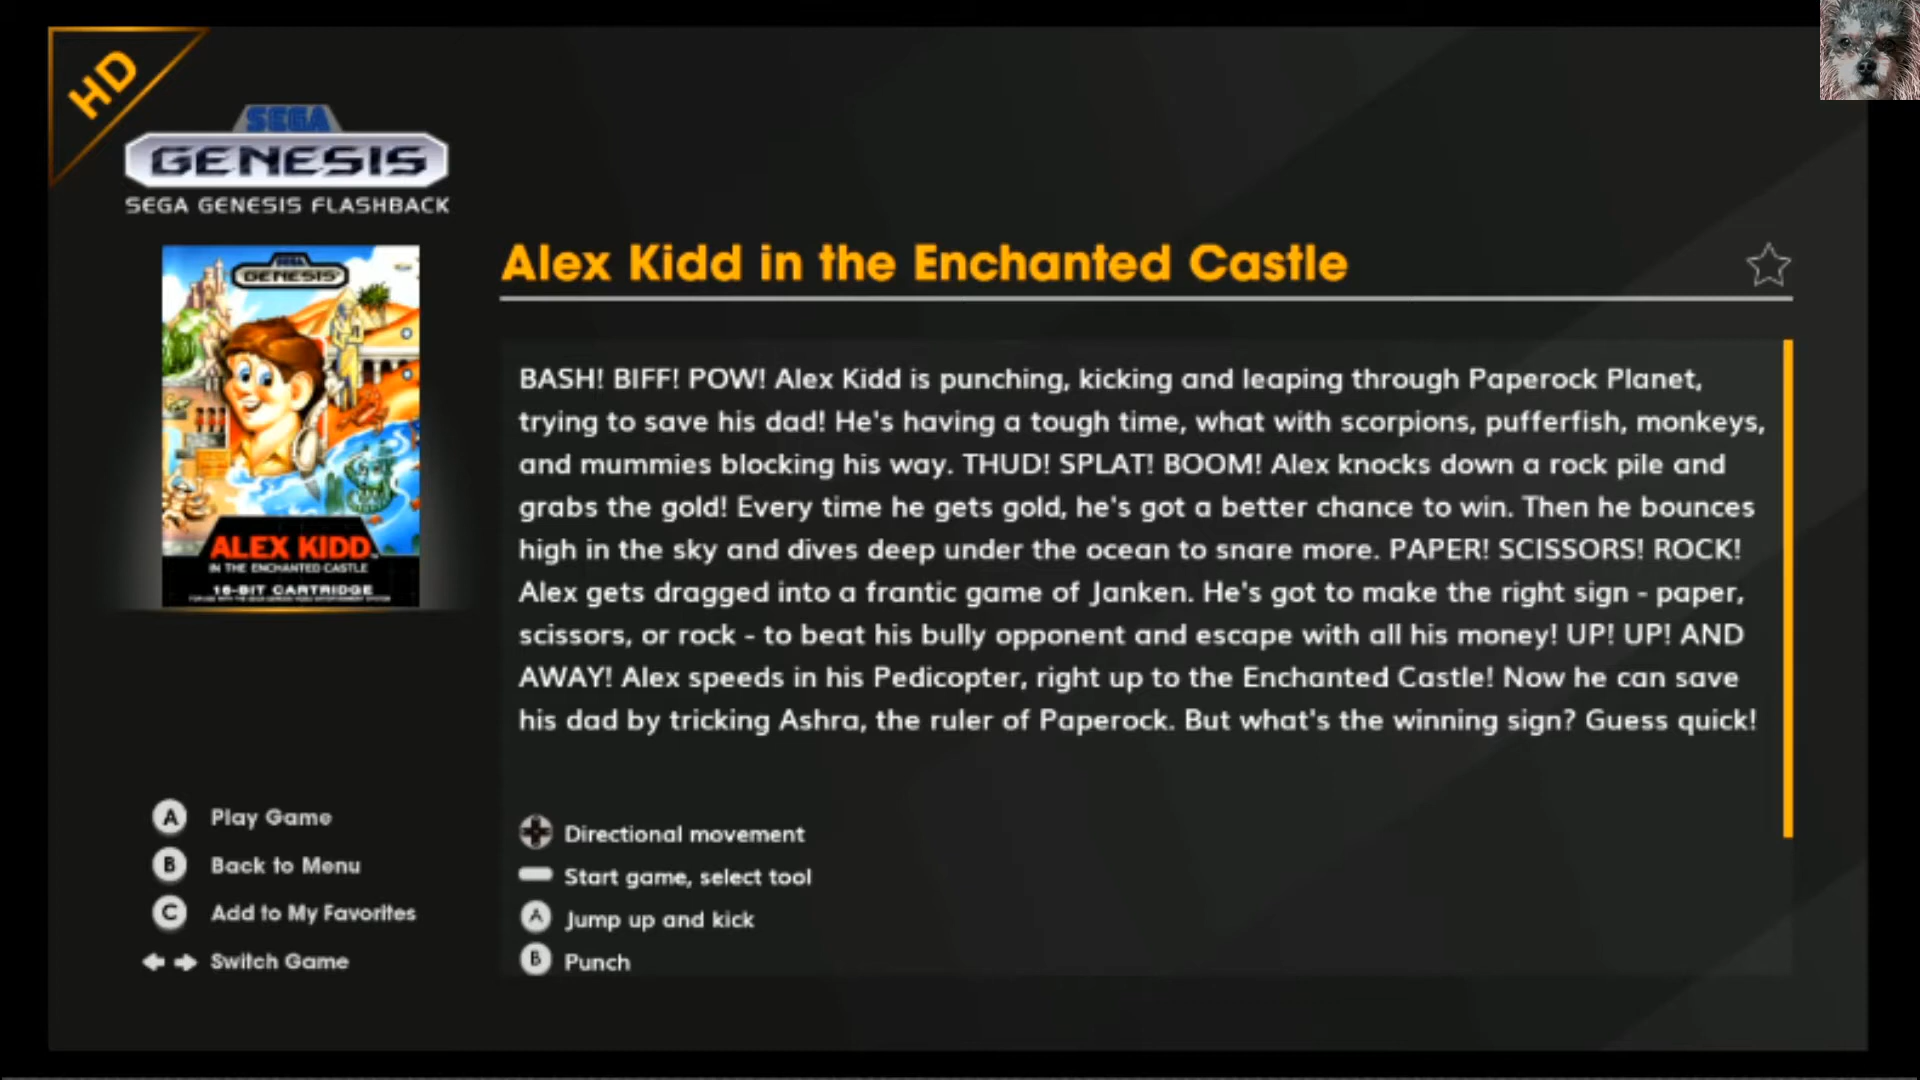 HD
SEGA
GENESIS
SEGA GENESIS FLASHBACK
SEGA
GENESIS
ALEX KIDD
IN THE ENCHANTED CASTLE
16-BIT CARTRIDGE
Alex Kidd in the Enchanted Castle
BASH! BIFF! POW! Alex Kidd is punching, kicking and leaping through Paperock Planet,
trying to save his dad! He's having a tough time, what with scorpions, pufferfish, monkeys,
and mummies blocking his way. THUD! SPLAT! BOOM! Alex knocks down a rock pile and
grabs the gold! Every time he gets gold, he's got a better chance to win. Then he bounces
high in the sky and dives deep under the ocean to snare more. PAPER! SCISSORS! ROCK!
Alex gets dragged into a frantic game of Janken. He's got to make the right sign - paper,
scissors, or rock - to beat his bully opponent and escape with all his money! UP! UP! AND
AWAY! Alex speeds in his Pedicopter, right up to the Enchanted Castle! Now he can save
his dad by tricking Ashra, the ruler of Paperock. But what's the winning sign? Guess quick!
A Play Game
B Back to Menu
C Add to My Favorites
Switch Game
Directional movement
Start game, select tool
A Jump up and kick
B Punch